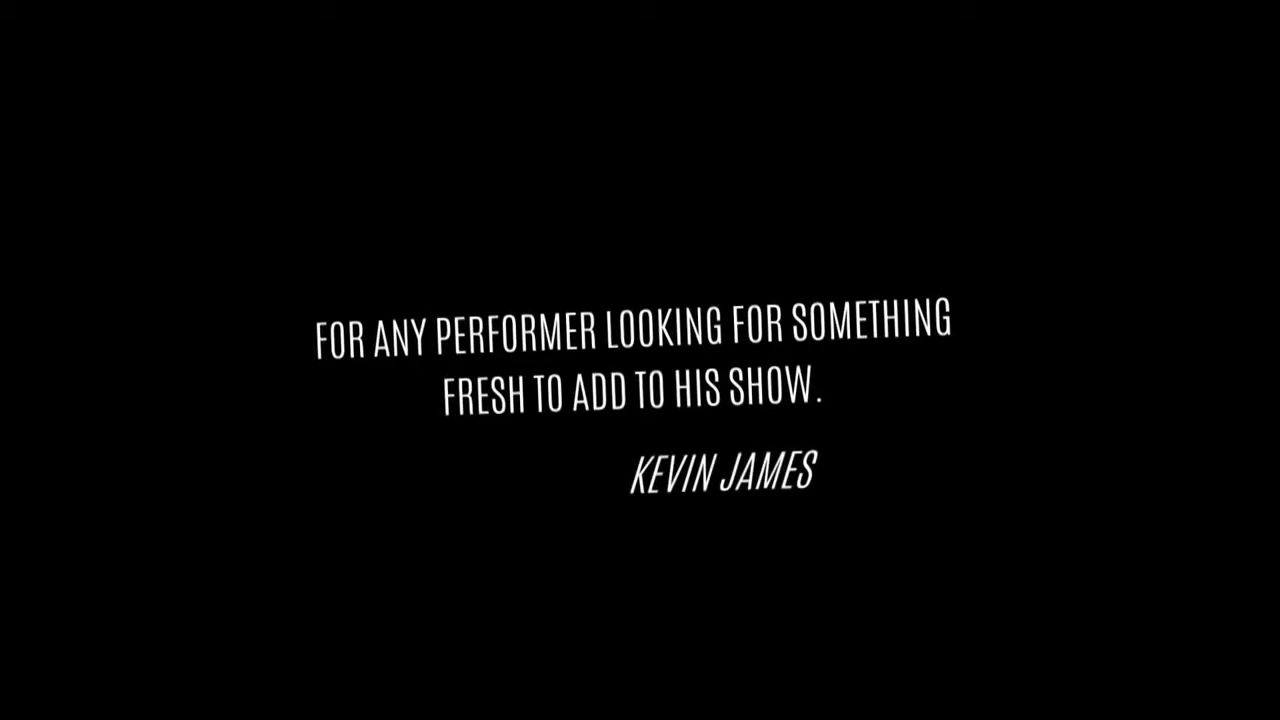 FOR ANY PERFORMER LOOKING FOR SOMETHING
FRESH TO ADD TO HIS SHOW.
KEVIN JAMES